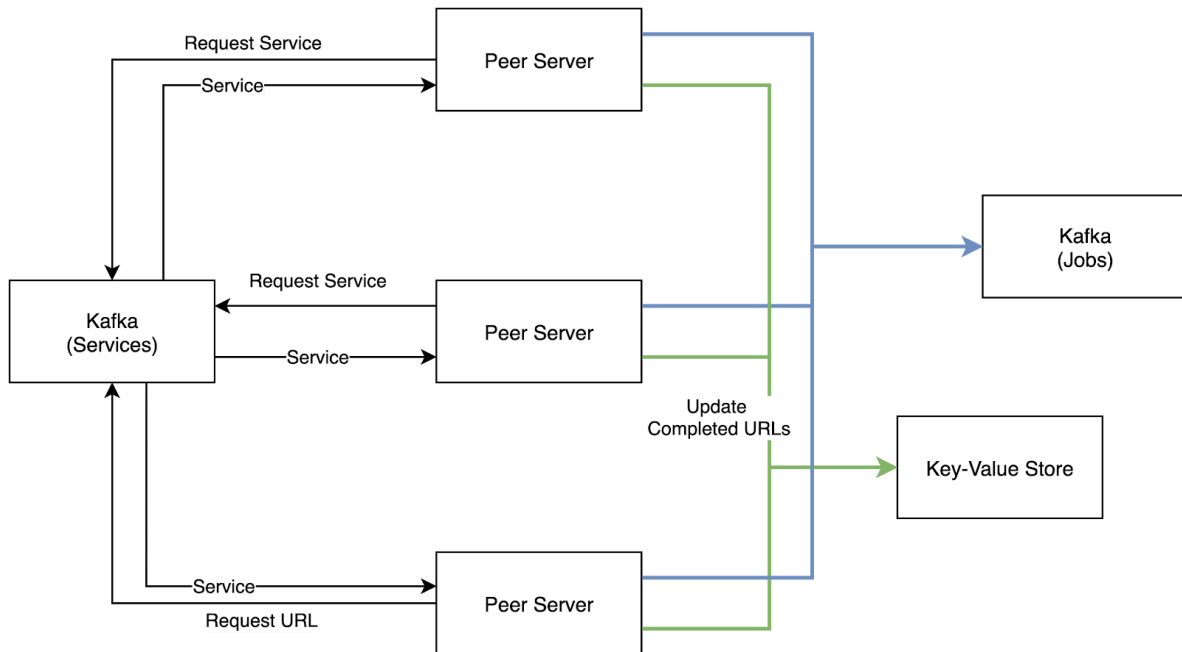 Request Service
Peer Server
Service
Kafka
(Jobs)
Request Service
Kafka
(Services)
Peer Server
Service
Update
Completed URLs
Key-Value Store
Service
Peer Server
Request URL